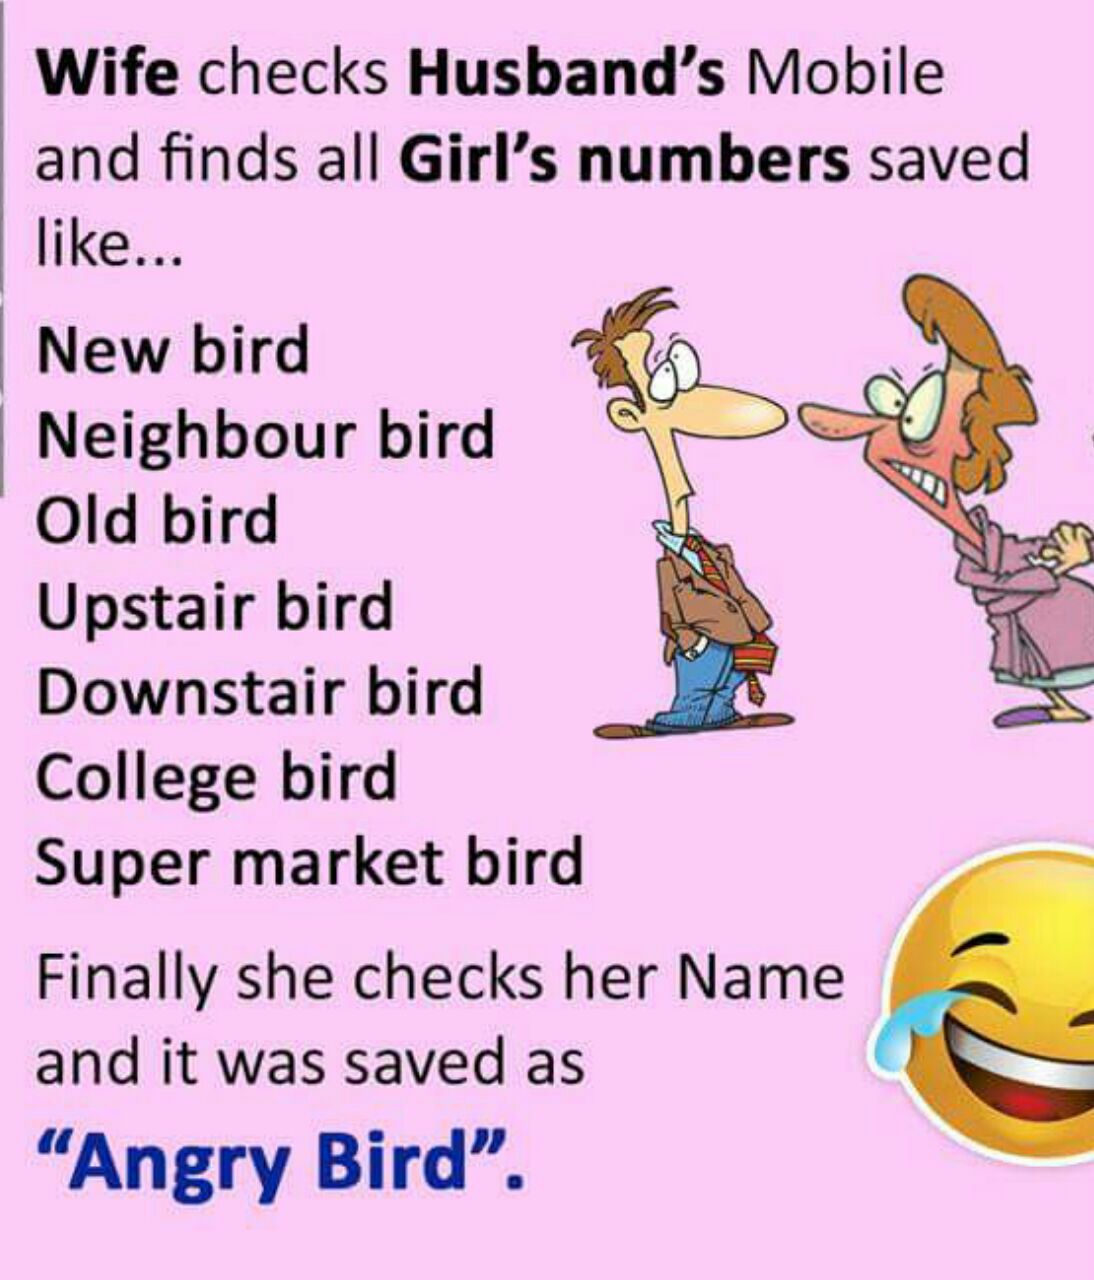 Wife checks Husband’s Mobile
and finds all Girl’s numbers saved
like...
New bird
Neighbour bird
Old bird
Upstair bird
Downstair bird
College bird
Super market bird
Finally she checks her Name
and it was saved as
“Angry Bird”.